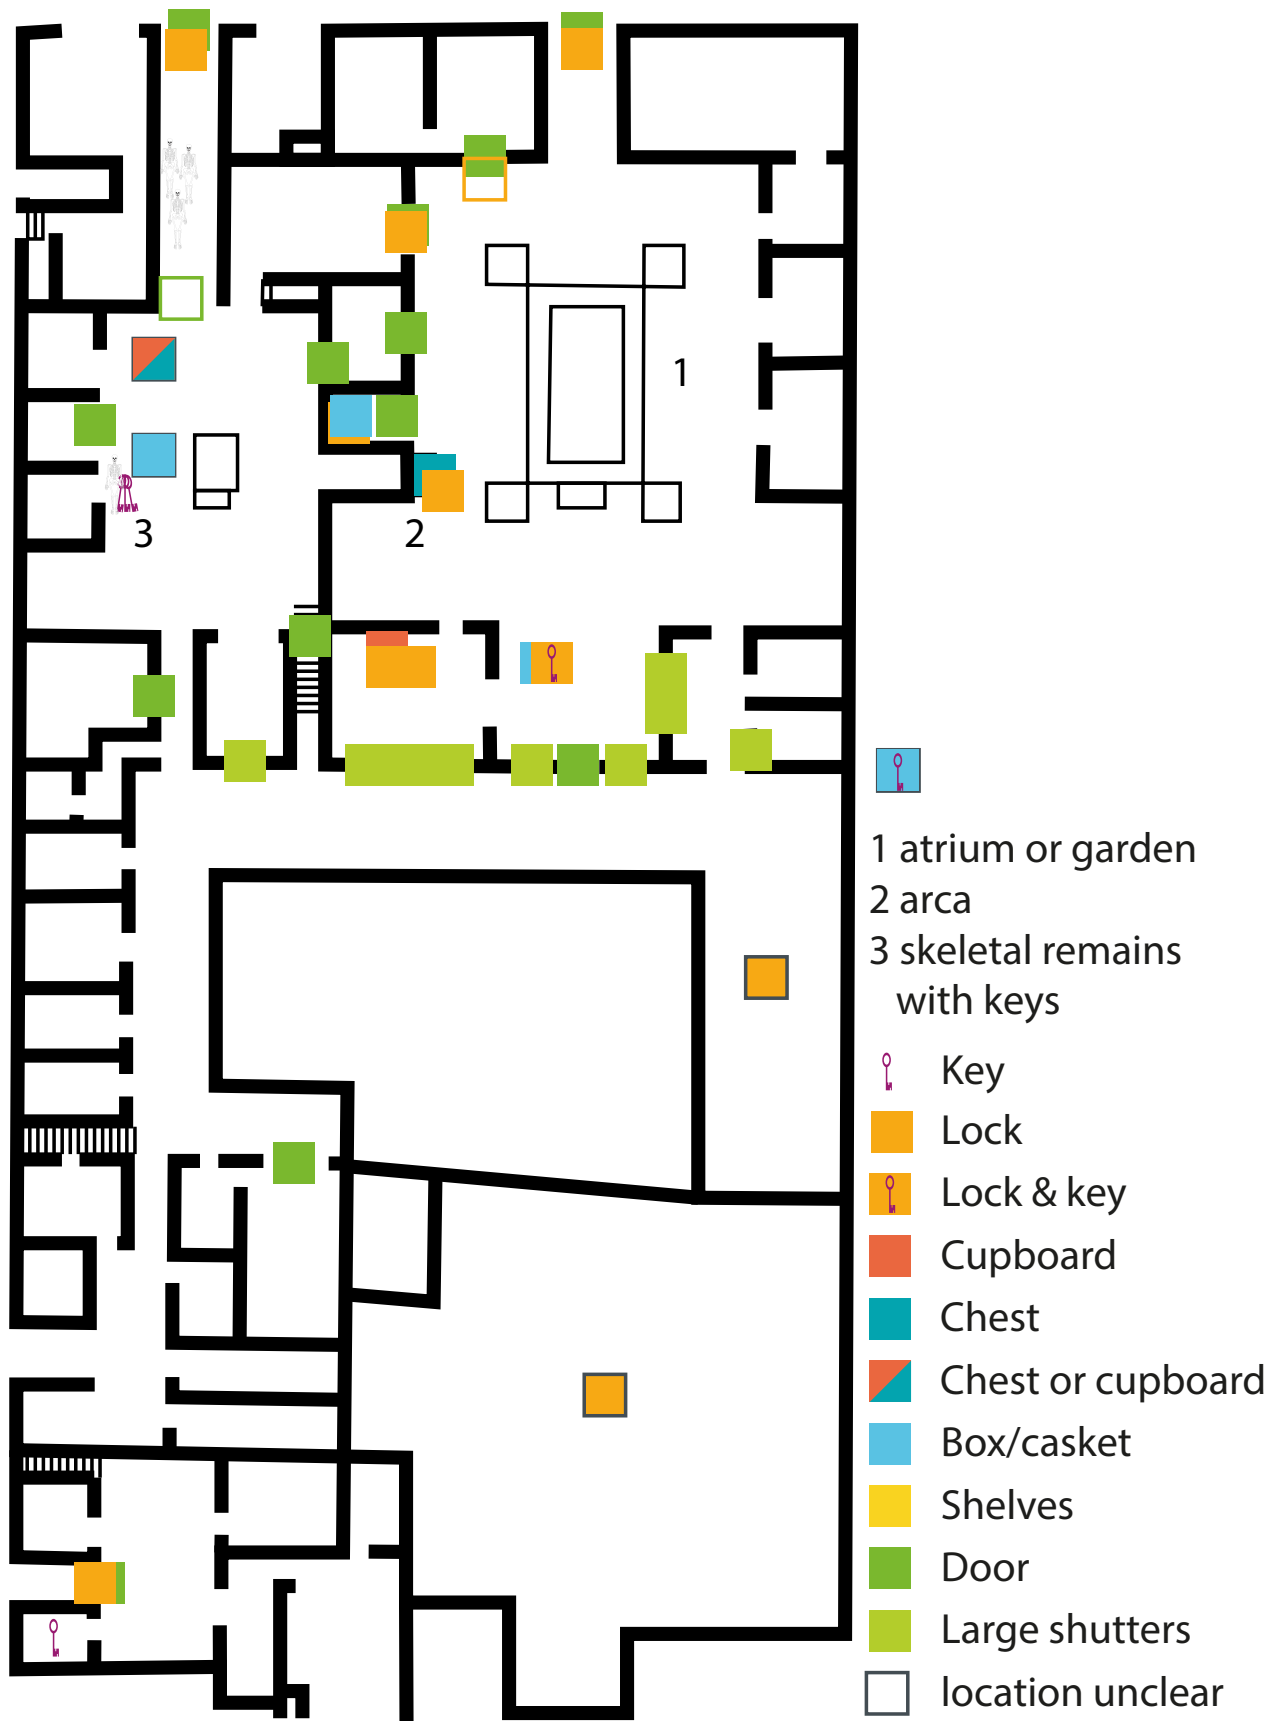 1
2
3
1 atrium or garden
2 arca
3 skeletal remains
with keys
Key
Lock
Lock & key
Cupboard
Chest
Chest or cupboard
Box/casket
Shelves
Door
Large shutters
location unclear